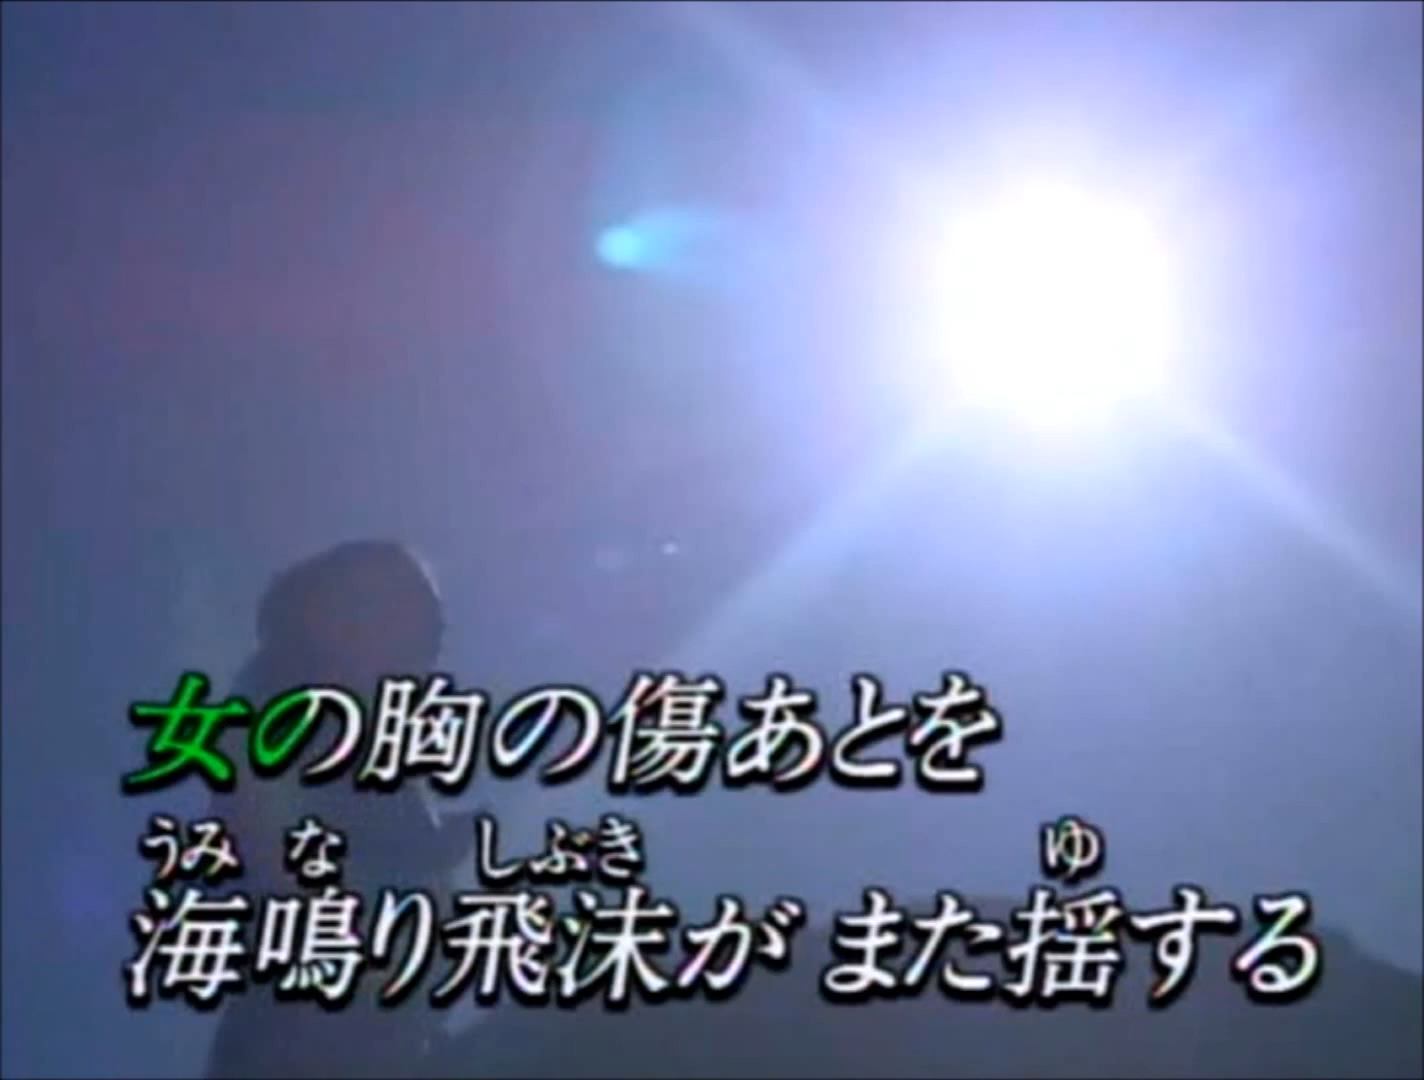 女の胸の傷あとを
うみ な しぶき ゆ
海鳴り飛沫が また揺する